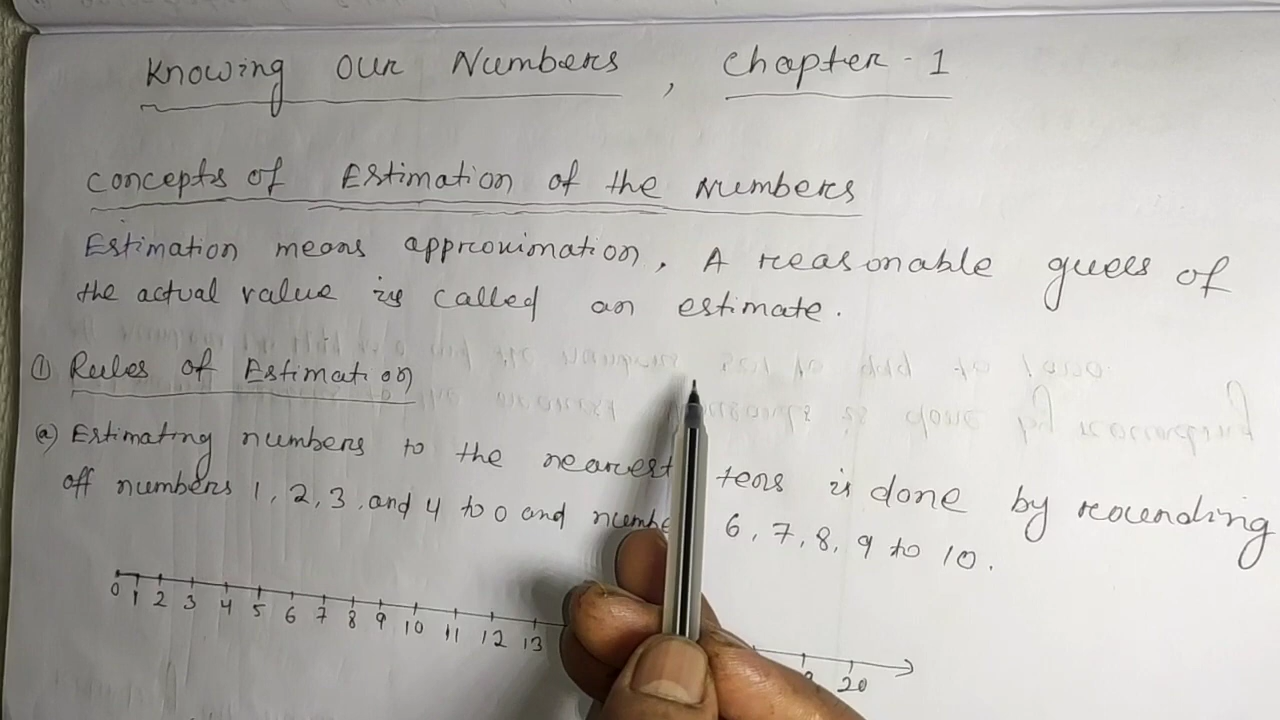 Knowing Our Numbers, Chapter - 1
Concepts of Estimation of the Numbers
Estimation means approximation, A reasonable guess of
the actual value is called an estimate.
① Rules of Estimation
(a) Estimating numbers to the nearest tens is done by rounding
off numbers 1, 2, 3, and 4 to 0 and numbe 6, 7, 8, 9 to 10.
0 1 2 3 4 5 6 7 8 9 10 11 12 13 20